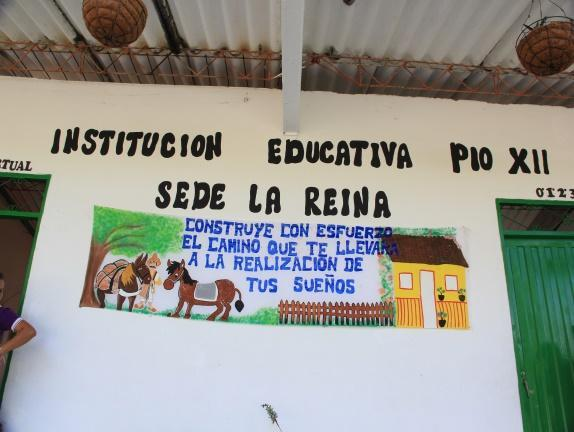 INSTITUCION EDUCATIVA PIO XII
SEDE LA REINA
CONSTRUYE CON ESFUERZO
EL CAMINO QUE TE LLEVARA
A LA REALIZACIÓN DE
TUS SUEÑOS